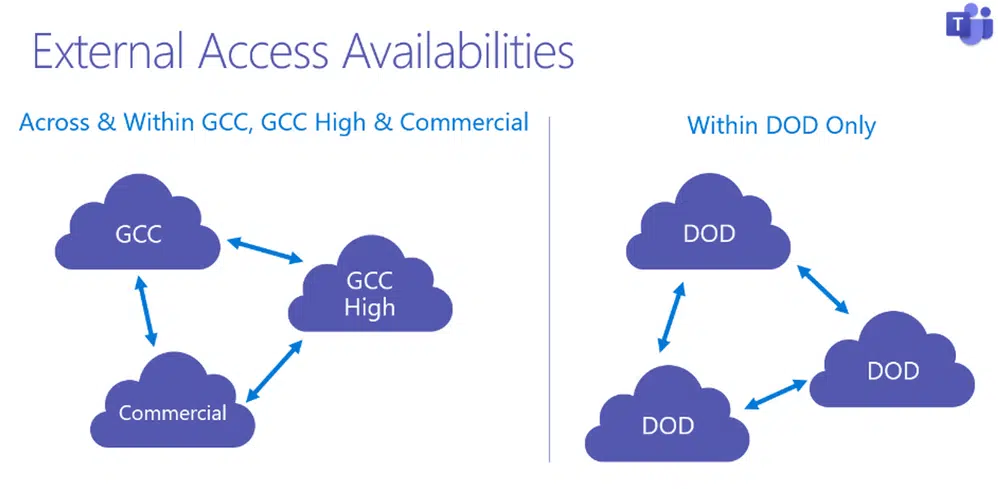 External Access Availabilities
T
Across & Within GCC, GCC High & Commercial
GCC
GCC
High
Commercial
Within DOD Only
DOD
DOD
DOD